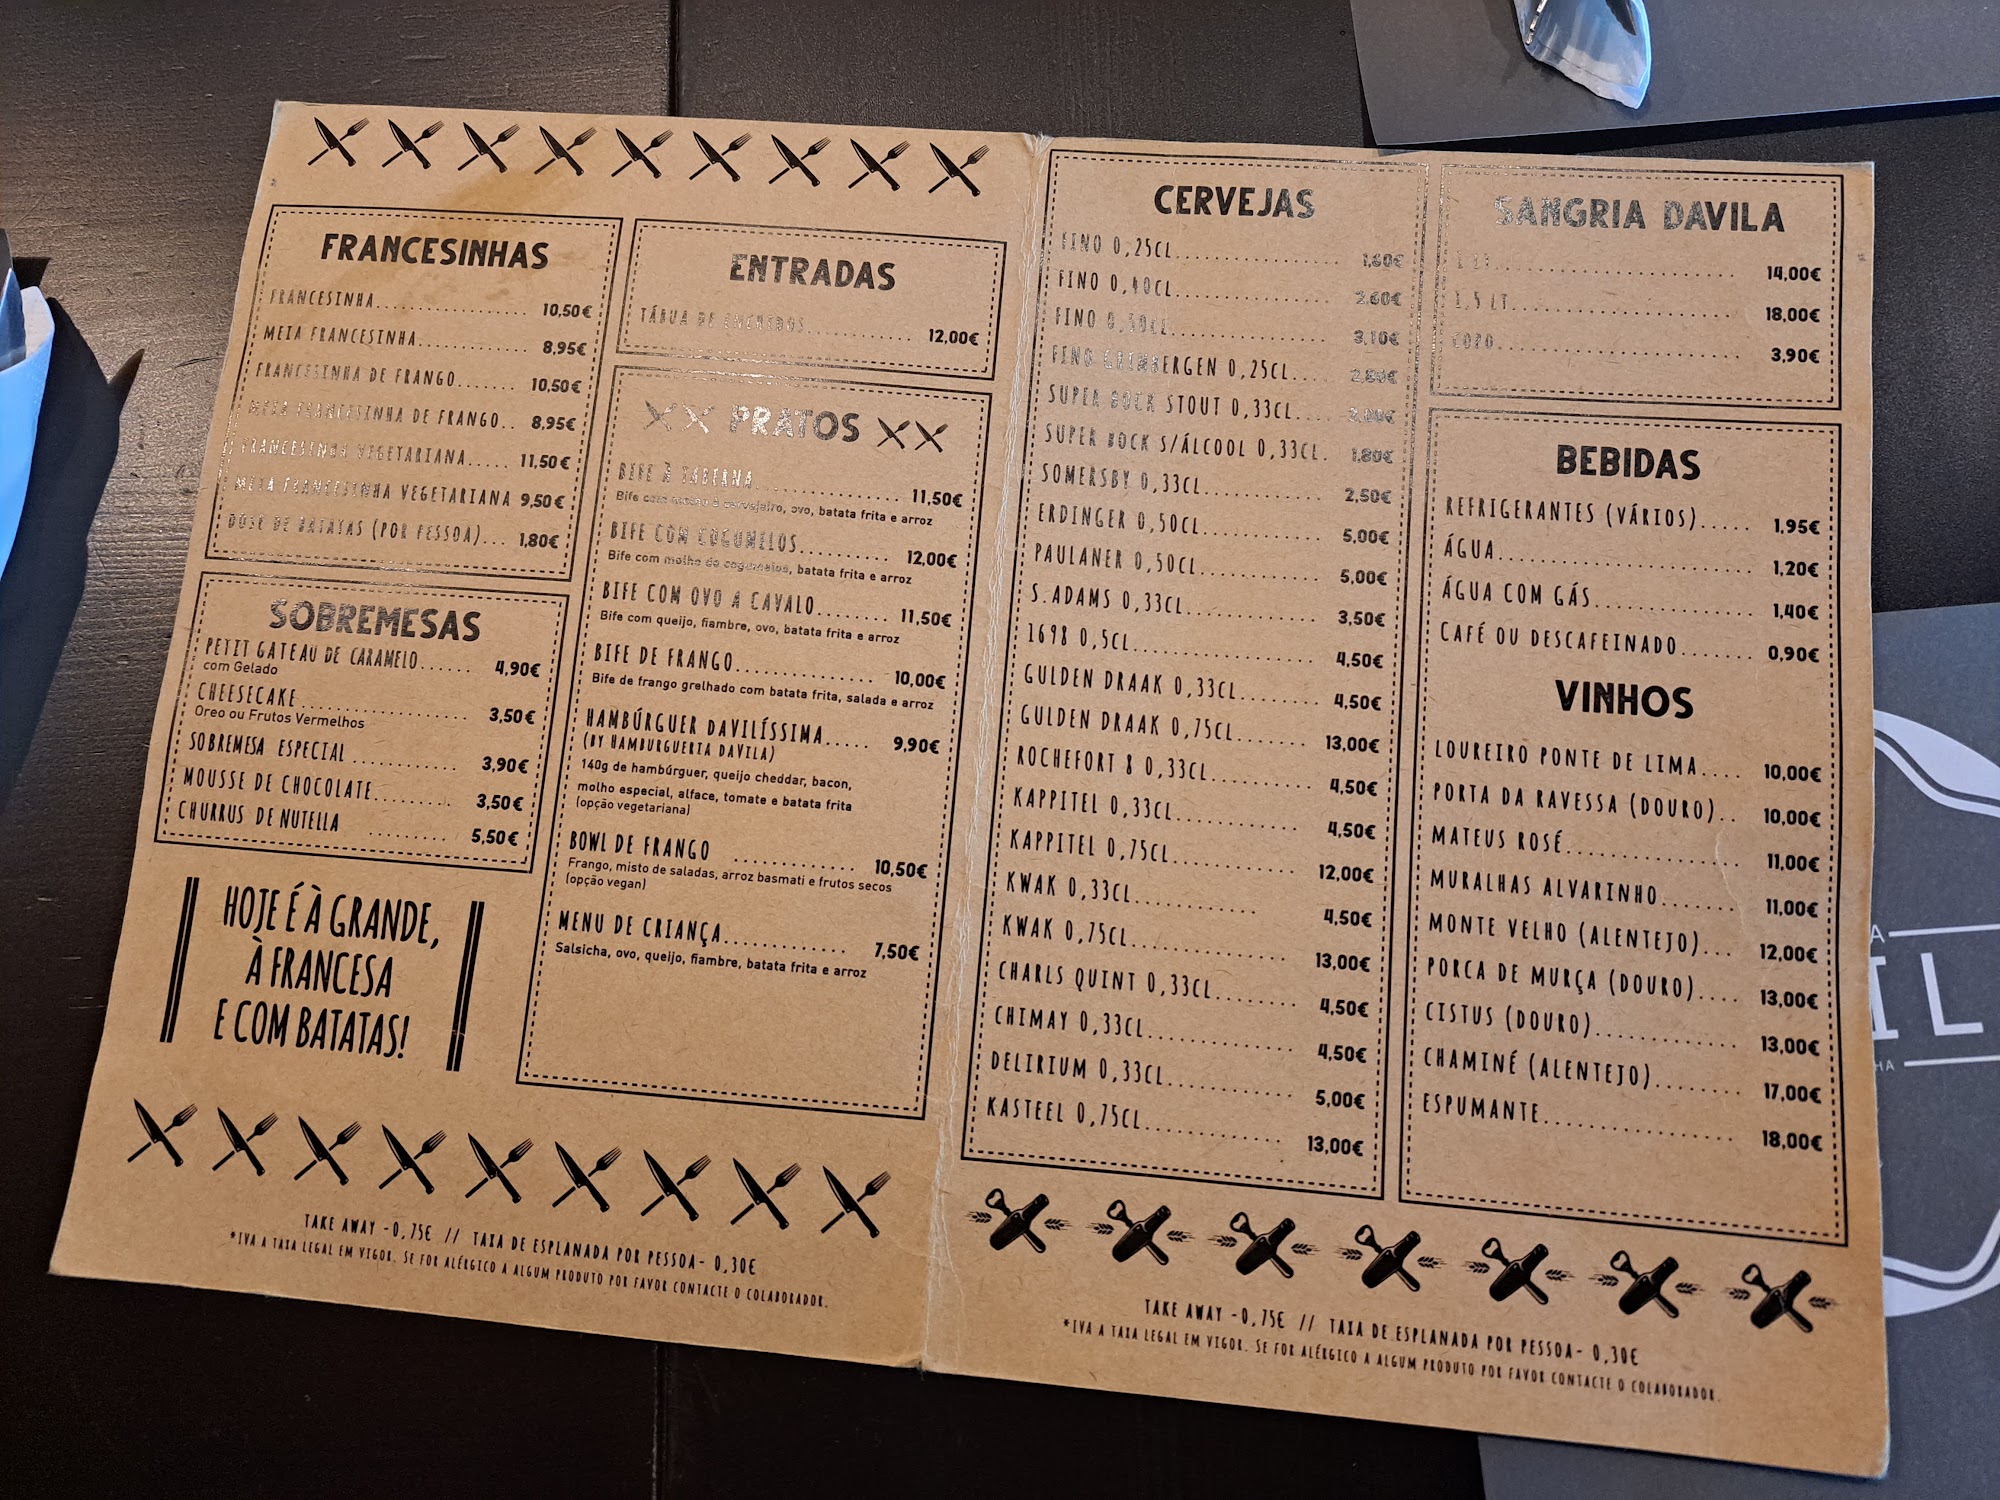 FRANCESINHAS
FRANCESINHA.................... 10,50€
MEIA FRANCESINHA.............. 8,95€
FRANCESINHA DE FRANGO....... 10,50€
MEIA FRANCESINHA DE FRANGO.. 8,95€
FRANCESINHA VEGETARIANA..... 11,50€
MEIA FRANCESINHA VEGETARIANA 9,50€
DOSE DE BATATAS (POR PESSOA)... 1,80€
SOBREMESAS
PETIT GATEAU DE CARAMELO...... 4,90€
com Gelado
CHEESECAKE.................... 3,50€
Oreo ou Frutos Vermelhos
SOBREMESA ESPECIAL ............ 3,90€
MOUSSE DE CHOCOLATE......... 3,50€
CHURRUS DE NUTELLA ......... 5,50€
HOJE É À GRANDE,
À FRANCESA
E COM BATATAS!
ENTRADAS
TÁBUA DE ENCHIDOS............ 12,00€
PRATOS
BIFE À TABERNA................. 11,50€
Bife com molho à cervejeiro, ovo, batata frita e arroz
BIFE COM COGUMELOS.......... 12,00€
Bife com molho de cogumelos, batata frita e arroz
BIFE COM OVO A CAVALO....... 11,50€
Bife com queijo, fiambre, ovo, batata frita e arroz
BIFE DE FRANGO............... 10,00€
Bife de frango grelhado com batata frita, salada e arroz
HAMBÚRGUER DAVILÍSSIMA..... 9,90€
(BY HAMBURGUERIA DAVILA)
140g de hambúrguer, queijo cheddar, bacon,
molho especial, alface, tomate e batata frita
(opção vegetariana)
BOWL DE FRANGO ............ 10,50€
Frango, misto de saladas, arroz basmati e frutos secos
(opção vegan)
MENU DE CRIANÇA............ 7,50€
Salsicha, ovo, queijo, fiambre, batata frita e arroz
TAKE AWAY -0,75€ // TAXA DE ESPLANADA POR PESSOA- 0,30€
*IVA A TAXA LEGAL EM VIGOR. SE FOR ALÉRGICO A ALGUM PRODUTO POR FAVOR CONTACTE O COLABORADOR.
CERVEJAS
FINO 0,25CL................ 1,60€
FINO 0,40CL................ 2,60€
FINO 0,50CL................ 3,10€
FINO GRIMBERGEN 0,25CL.... 2,80€
SUPER BOCK STOUT 0,33CL....
SUPER BOCK S/ÁLCOOL 0,33CL. 1,80€
SOMERSBY 0,33CL............ 2,50€
ERDINGER 0,50CL............ 5,00€
PAULANER 0,50CL............ 5,00€
S.ADAMS 0,33CL............. 3,50€
1698 0,5CL................. 4,50€
GULDEN DRAAK 0,33CL........ 4,50€
GULDEN DRAAK 0,75CL....... 13,00€
ROCHEFORT 8 0,33CL......... 4,50€
KAPPITEL 0,33CL............ 4,50€
KAPPITEL 0,75CL............ 12,00€
KWAK 0,33CL............ 4,50€
KWAK 0,75CL................ 13,00€
CHARLS QUINT 0,33CL........ 4,50€
CHIMAY 0,33CL.............. 4,50€
DELIRIUM 0,33CL............ 5,00€
KASTEEL 0,75CL............. 13,00€
SANGRIA DAVILA
14,00€
1,5 LT.................... 18,00€
COPO...................... 3,90€
BEBIDAS
REFRIGERANTES (VÁRIOS)..... 1,95€
ÁGUA...................... 1,20€
ÁGUA COM GÁS.............. 1,40€
CAFÉ OU DESCAFEINADO....... 0,90€
VINHOS
LOUREIRO PONTE DE LIMA.... 10,00€
PORTA DA RAVESSA (DOURO).. 10,00€
MATEUS ROSÉ............... 11,00€
MURALHAS ALVARINHO....... 11,00€
MONTE VELHO (ALENTEJO)... 12,00€
PORCA DE MURÇA (DOURO).... 13,00€
CISTUS (DOURO)............ 13,00€
CHAMINÉ (ALENTEJO)........ 17,00€
ESPUMANTE................. 18,00€
TAKE AWAY -0,75€ // TAXA DE ESPLANADA POR PESSOA- 0,30€
*IVA A TAXA LEGAL EM VIGOR. SE FOR ALÉRGICO A ALGUM PRODUTO POR FAVOR CONTACTE O COLABORADOR.